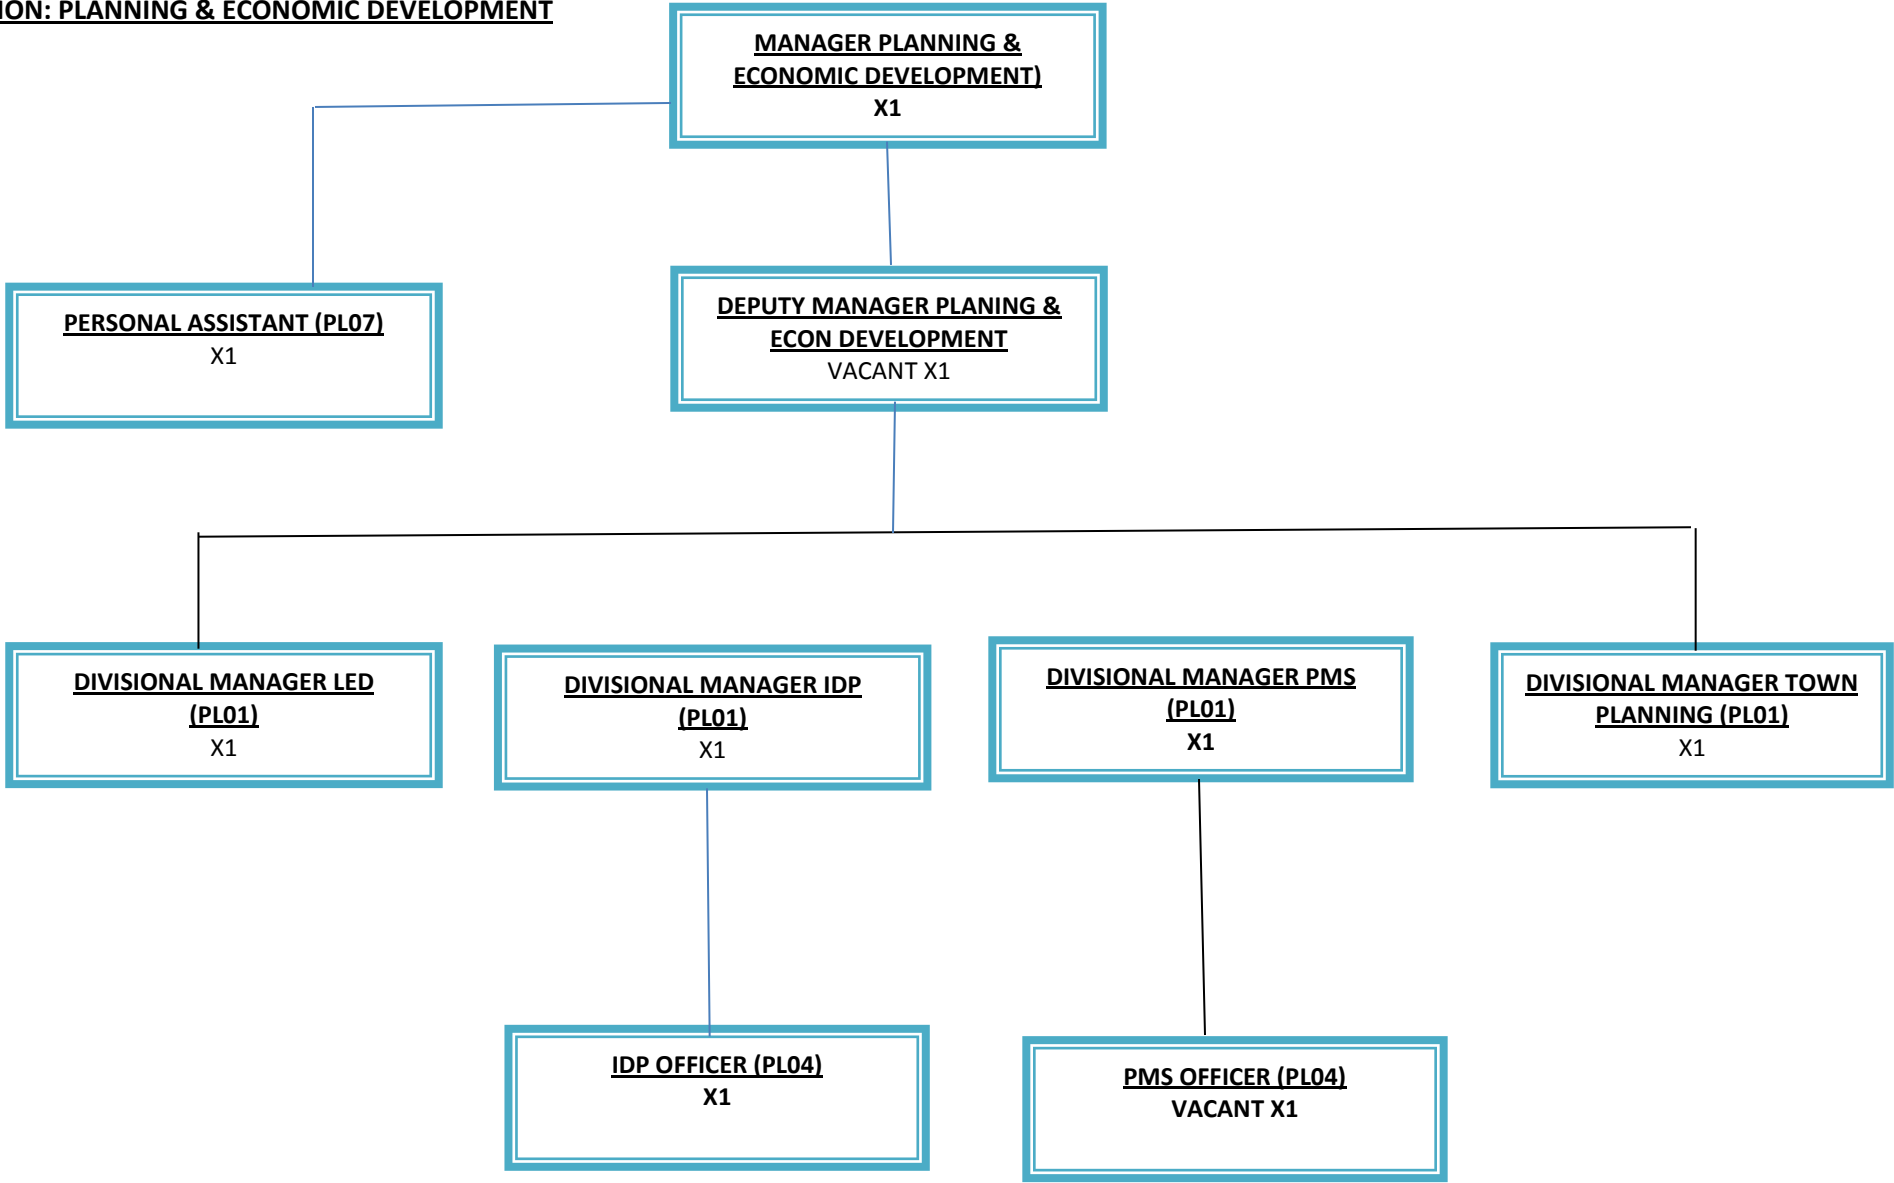 PLANNING & ECONOMIC DEVELOPMENT
MANAGER PLANNING &
ECONOMIC DEVELOPMENT)
X1
PERSONAL ASSISTANT (PL07)
X1
DEPUTY MANAGER PLANING &
ECON DEVELOPMENT
VACANT X1
DIVISIONAL MANAGER LED
(PL01)
X1
DIVISIONAL MANAGER IDP
(PL01)
X1
DIVISIONAL MANAGER PMS
(PL01)
X1
DIVISIONAL MANAGER TOWN
PLANNING (PL01)
X1
IDP OFFICER (PL04)
X1
PMS OFFICER (PL04)
VACANT X1